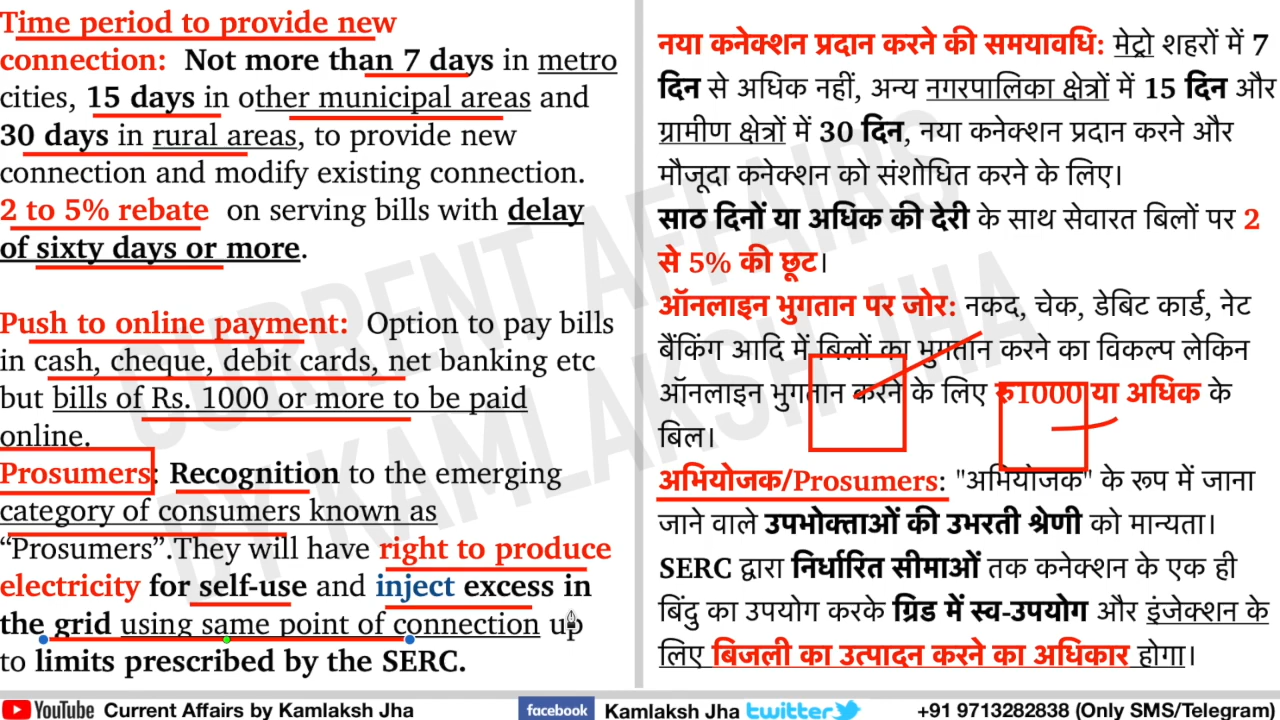 Time period to provide new
connection: Not more than 7 days in metro
cities, 15 days in other municipal areas and
30 days in rural areas, to provide new
connection and modify existing connection.
2 to 5% rebate on serving bills with delay
of sixty days or more.
Push to online payment: Option to pay bills
in cash, cheque, debit cards, net banking etc
but bills of Rs. 1000 or more to be paid
online.
Prosumers: Recognition to the emerging
category of consumers known as
“Prosumers”.They will have right to produce
electricity for self-use and inject excess in
the grid using same point of connection up
to limits prescribed by the SERC.
नया कनेक्शन प्रदान करने की समयावधि: मेट्रो शहरों में 7
दिन से अधिक नहीं, अन्य नगरपालिका क्षेत्रों में 15 दिन और
ग्रामीण क्षेत्रों में 30 दिन, नया कनेक्शन प्रदान करने और
मौजूदा कनेक्शन को संशोधित करने के लिए।
साठ दिनों या अधिक की देरी के साथ सेवारत बिलों पर 2
से 5% की छूट।
ऑनलाइन भुगतान पर जोर: नकद, चेक, डेबिट कार्ड, नेट
बैंकिंग आदि में बिलों का भुगतान करने का विकल्प लेकिन
ऑनलाइन भुगतान करने के लिए रु1000 या अधिक के
बिल।
अभियोजक/Prosumers: "अभियोजक" के रूप में जाना
जाने वाले उपभोक्ताओं की उभरती श्रेणी को मान्यता।
SERC द्वारा निर्धारित सीमाओं तक कनेक्शन के एक ही
बिंदु का उपयोग करके ग्रिड में स्व-उपयोग और इंजेक्शन के
लिए बिजली का उत्पादन करने का अधिकार होगा।
CURRENT AFFAIRS
BY KAMLAKSH JHA
YouTube Current Affairs by Kamlaksh Jha facebook Kamlaksh Jha twitter +91 9713282838 (Only SMS/Telegram)